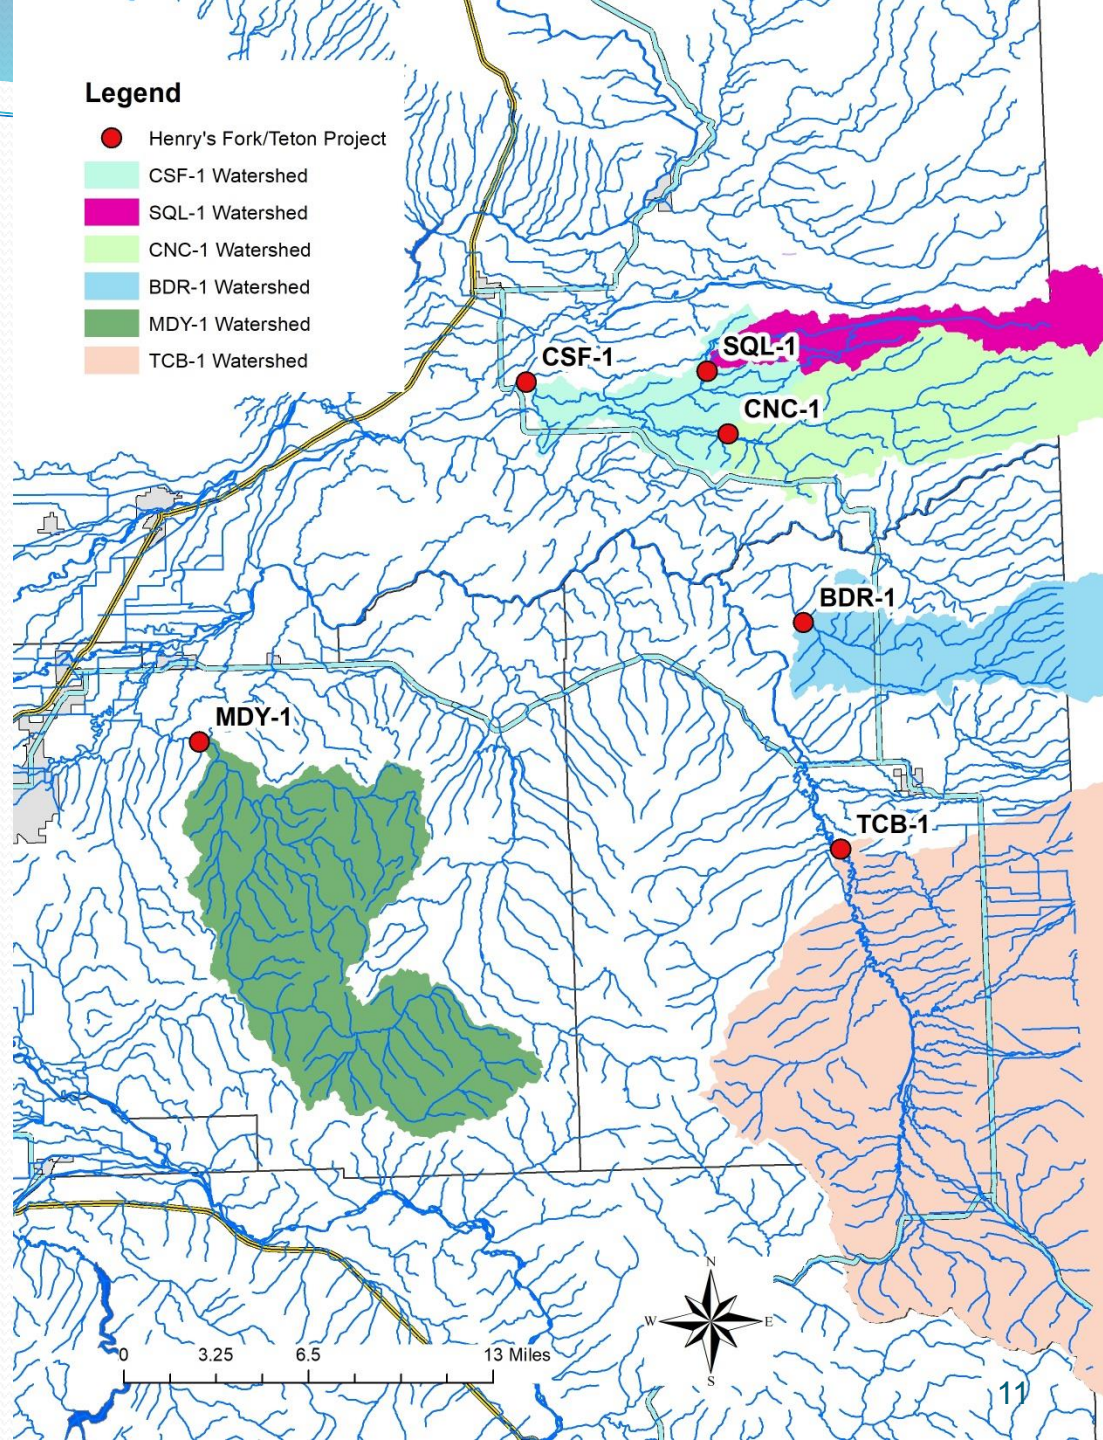 Legend
Henry's Fork/Teton Project
CSF-1 Watershed
SQL-1 Watershed
CNC-1 Watershed
BDR-1 Watershed
MDY-1 Watershed
TCB-1 Watershed
SQL-1
CSF-1
CNC-1
BDR-1
MDY-1
TCB-1
N
W E
S
0 3.25 6.5 13 Miles
11